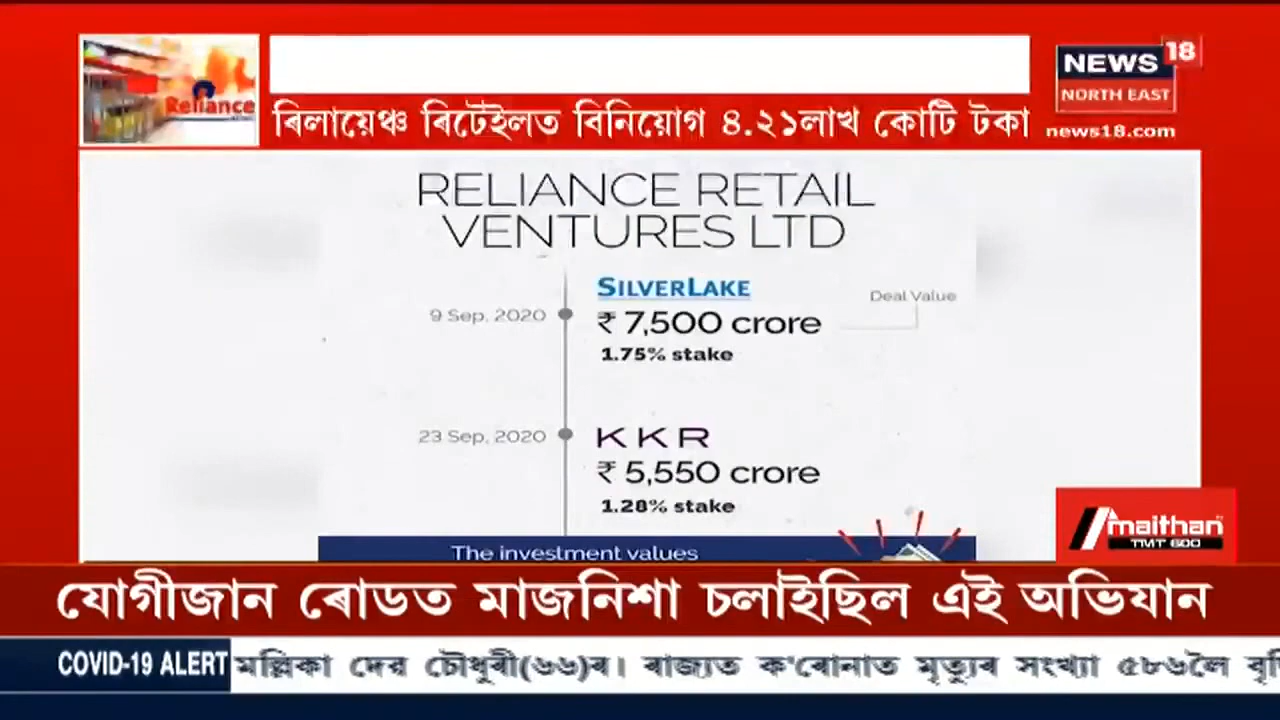 Reliance
NEWS 18
NORTH EAST
news18.com
ৰিলায়েঞ্চ ৰিটেইলত বিনিয়োগ ৪.২১লাখ কোটি টকা
RELIANCE RETAIL
VENTURES LTD
SILVERLAKE
Deal Value
9 Sep, 2020
₹ 7,500 crore
1.75% stake
23 Sep, 2020
KKR
₹ 5,550 crore
1.28% stake
The investment values
maithan
TMT 600
যোগীজান ৰোডত মাজনিশা চলাইছিল এই অভিযান
COVID-19 ALERT
মল্লিকা দেৱ চৌধুৰী(৬৬)ৰ। ৰাজ্যত ক'ৰোনাত মৃত্যুৰ সংখ্যা ৫৮৬লৈ